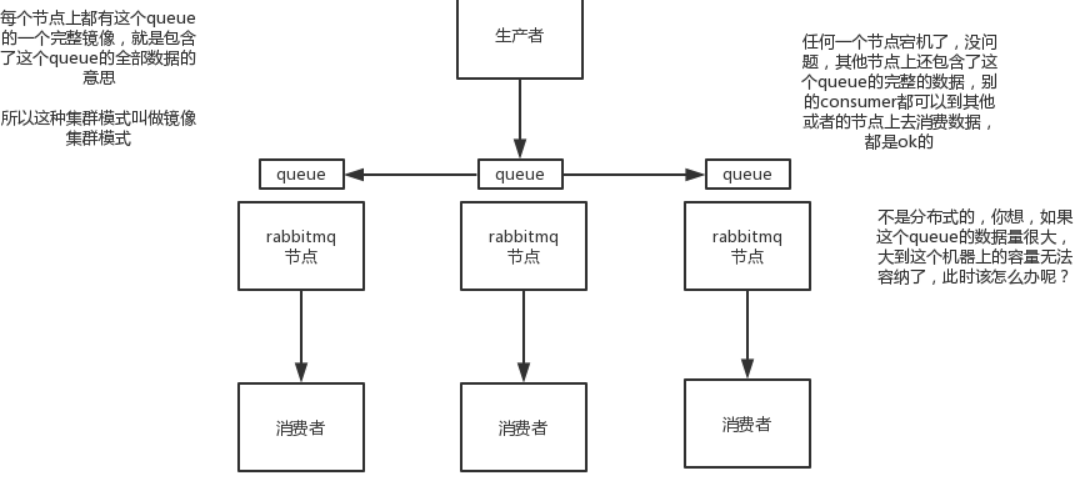 每个节点上都有这个queue
的一个完整镜像，就是包含
了这个queue的全部数据的
意思
所以这种集群模式叫做镜像
集群模式
生产者
任何一个节点宕机了，没问
题，其他节点上还包含了这
个queue的完整的数据，别
的consumer都可以到其他
或者的节点上去消费数据，
都是ok的
queue
queue
queue
rabbitmq
节点
rabbitmq
节点
rabbitmq
节点
不是分布式的，你想，如果
这个queue的数据量很大，
大到这个机器上的容量无法
容纳了，此时该怎么办呢？
消费者
消费者
消费者